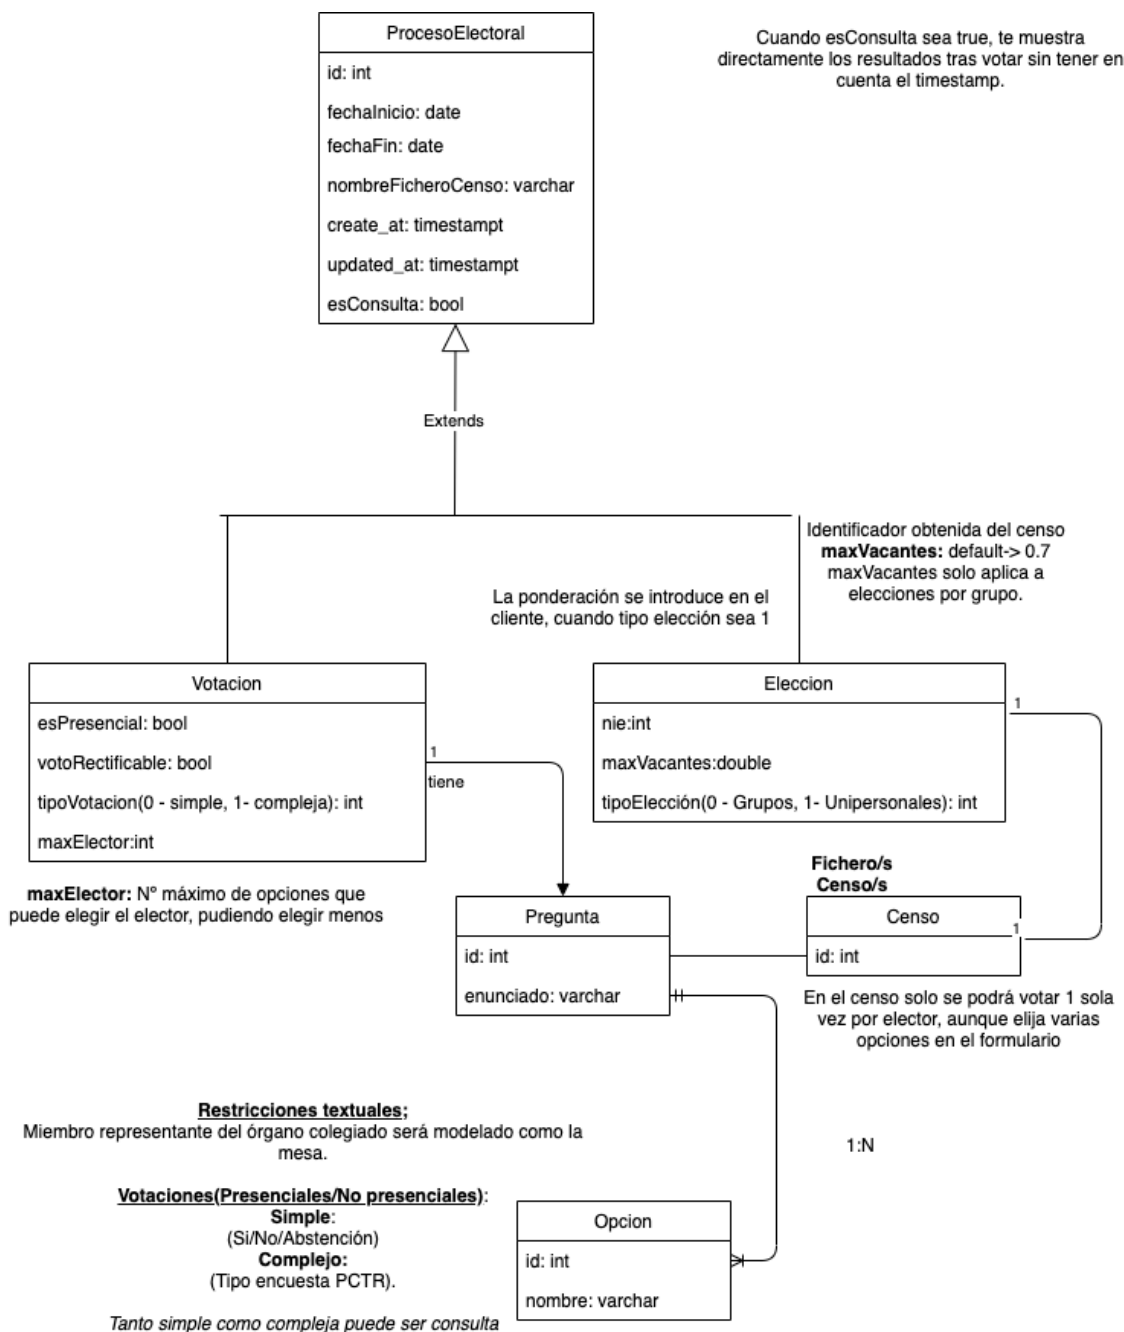 ProcesoElectoral
id: int
fechaInicio: date
fechaFin: date
nombreFicheroCenso: varchar
create_at: timestampt
updated_at: timestampt
esConsulta: bool
Cuando esConsulta sea true, te muestra
directamente los resultados tras votar sin tener en
cuenta el timestamp.
Extends
Identificador obtenida del censo
maxVacantes: default-> 0.7
maxVacantes solo aplica a
elecciones por grupo.
La ponderación se introduce en el
cliente, cuando tipo elección sea 1
Votacion
esPresencial: bool
votoRectificable: bool
tipoVotacion(0 - simple, 1- compleja): int
maxElector:int
1
tiene
Eleccion
nie:int
maxVacantes:double
tipoElección(0 - Grupos, 1- Unipersonales): int
1
maxElector: N° máximo de opciones que
puede elegir el elector, pudiendo elegir menos
Pregunta
id: int
enunciado: varchar
Fichero/s
Censo/s
Censo
1
id: int
En el censo solo se podrá votar 1 sola
vez por elector, aunque elija varias
opciones en el formulario
Restricciones textuales;
Miembro representante del órgano colegiado será modelado como la
mesa.
1:N
Votaciones(Presenciales/No presenciales):
Simple:
(Si/No/Abstención)
Complejo:
(Tipo encuesta PCTR).
Tanto simple como compleja puede ser consulta
Opcion
id: int
nombre: varchar